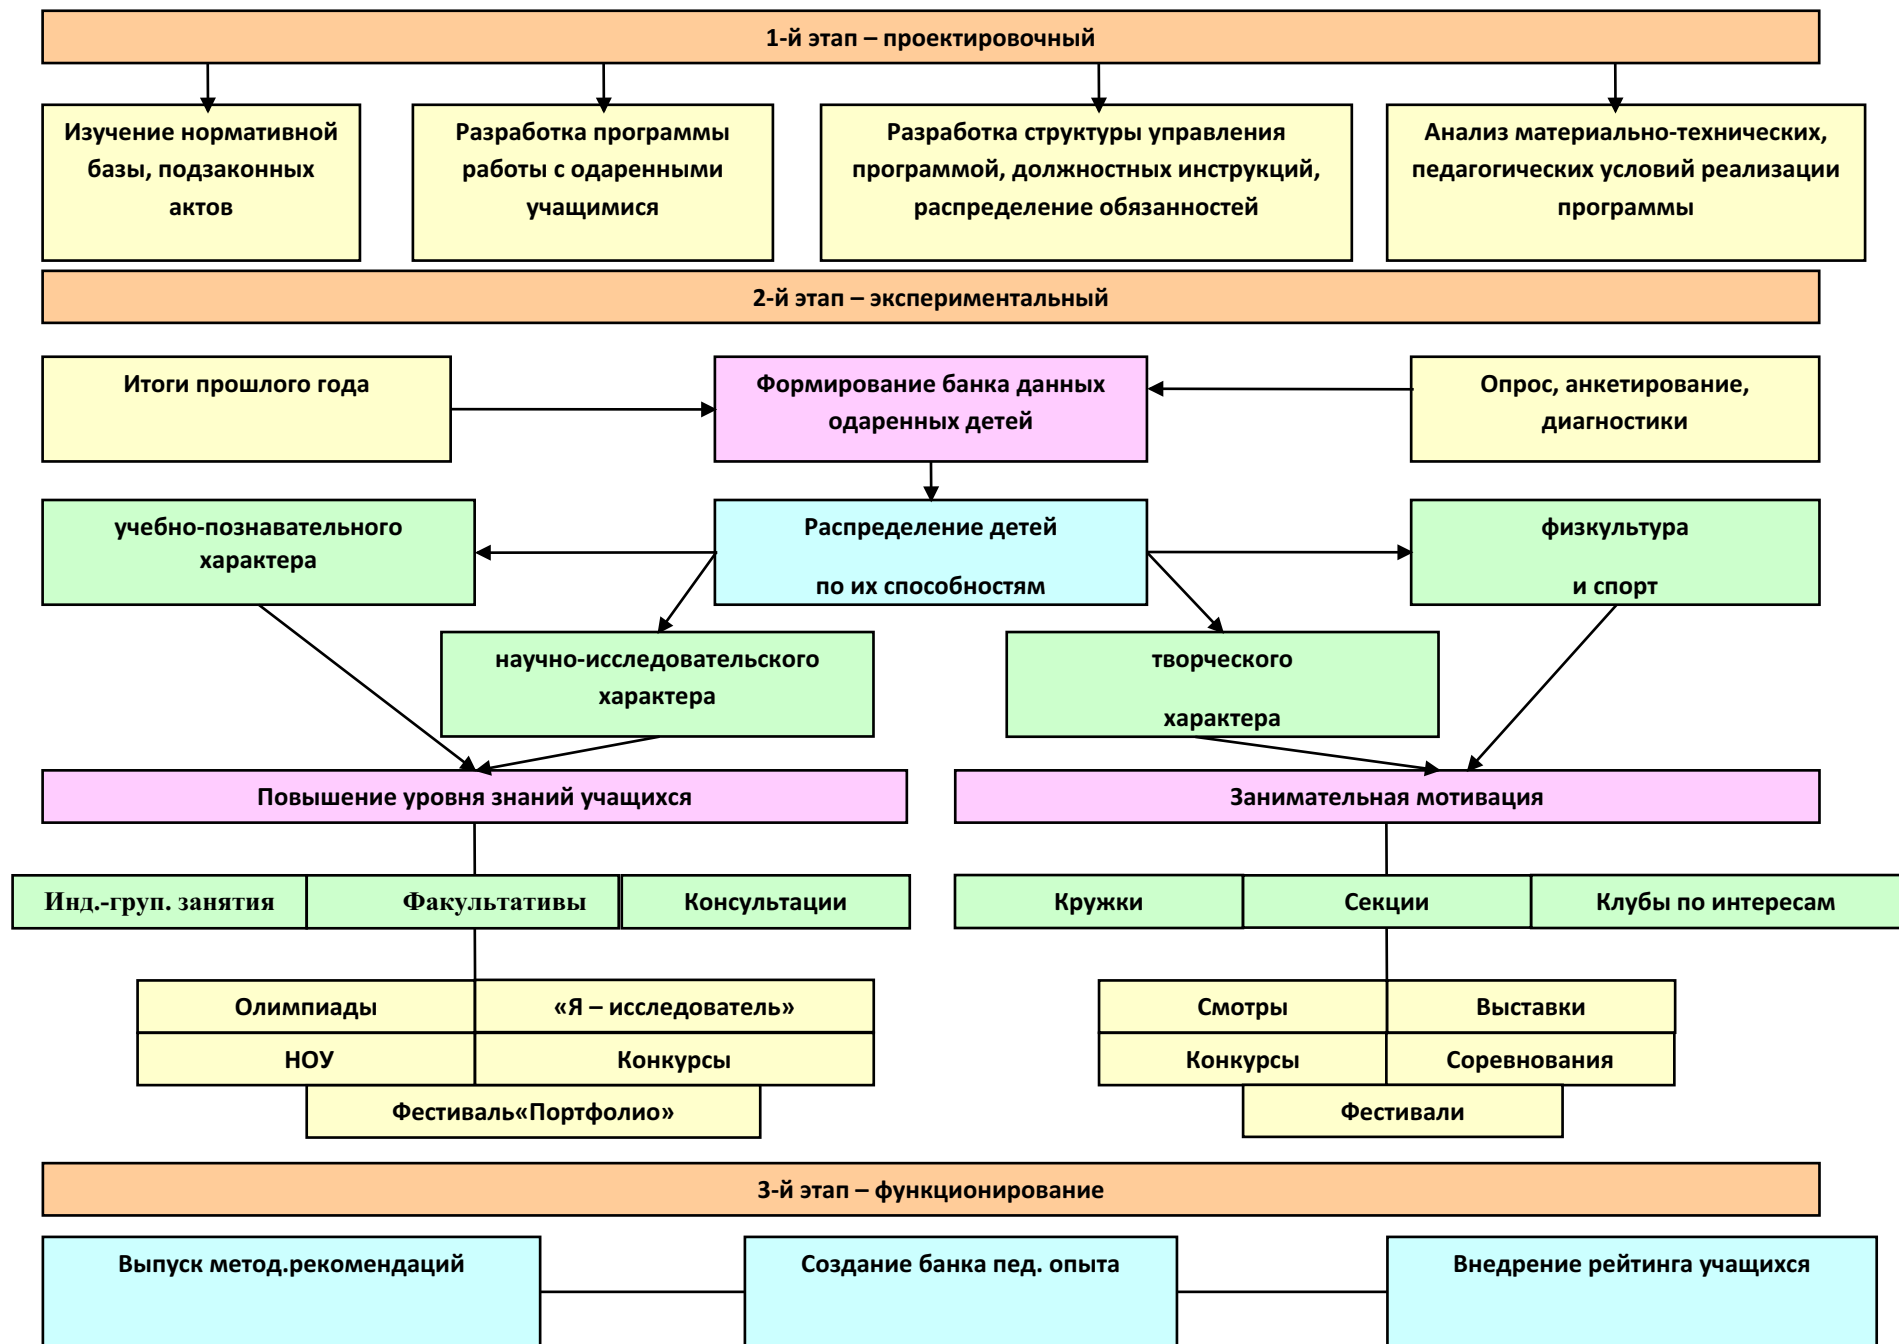 1-й этап – проектировочный
Изучение нормативной
базы, подзаконных
актов
Разработка программы
работы с одаренными
учащимися
Разработка структуры управления
программой, должностных инструкций,
распределение обязанностей
Анализ материально-технических,
педагогических условий реализации
программы
2-й этап – экспериментальный
Итоги прошлого года
Формирование банка данных
одаренных детей
Опрос, анкетирование,
диагностики
учебно-познавательного
характера
Распределение детей
по их способностям
физкультура
и спорт
научно-исследовательского
характера
творческого
характера
Повышение уровня знаний учащихся
Занимательная мотивация
Инд.-груп. занятия
Факультативы
Консультации
Кружки
Секции
Клубы по интересам
Олимпиады
«Я – исследователь»
НОУ
Конкурсы
Фестиваль«Портфолио»
Смотры
Выставки
Конкурсы
Соревнования
Фестивали
3-й этап – функционирование
Выпуск метод.рекомендаций
Создание банка пед. опыта
Внедрение рейтинга учащихся